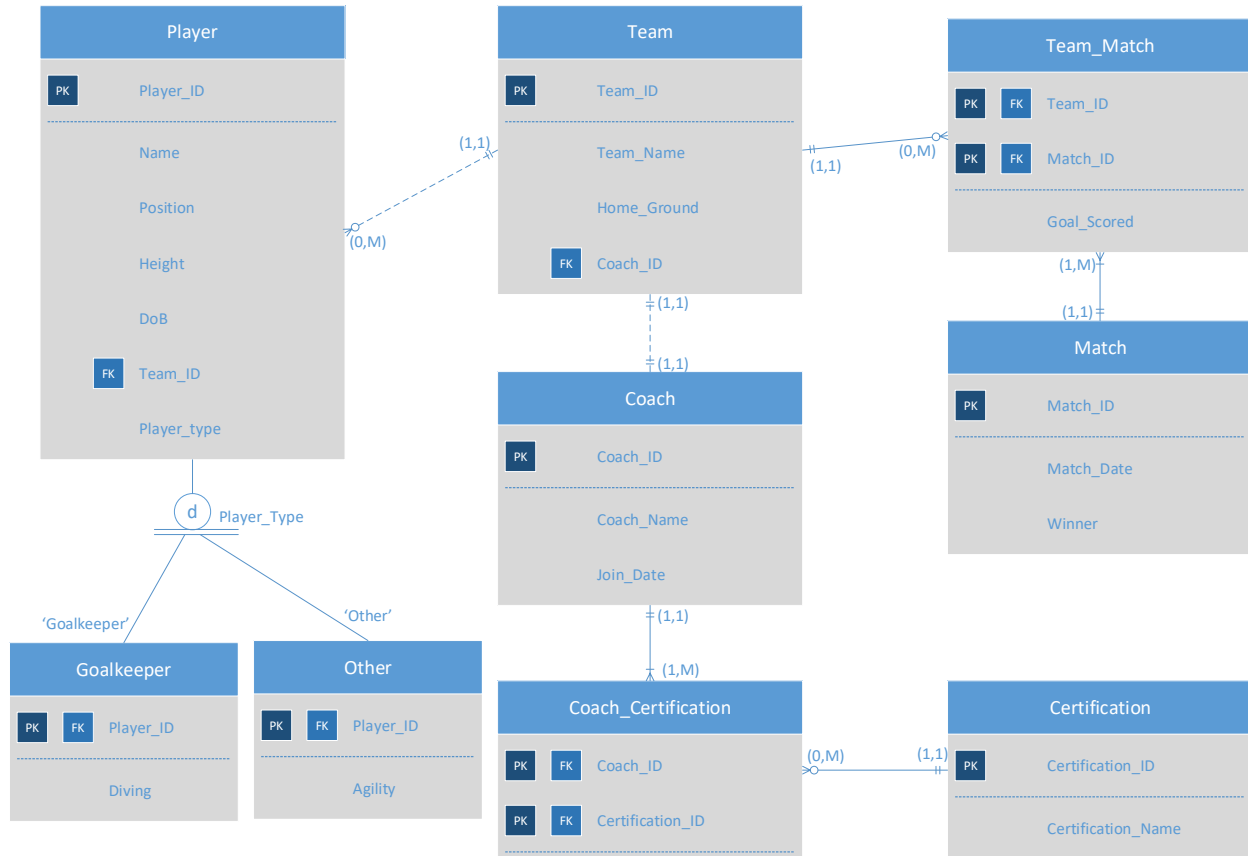 Player
PK Player_ID
Name
Position
Height
DoB
FK Team_ID
Player_type
d
Player_Type
‘Goalkeeper’
‘Other’
Goalkeeper
PK FK Player_ID
Diving
Other
PK FK Player_ID
Agility
(1,1)
(0,M)
Team
PK Team_ID
Team_Name
Home_Ground
FK Coach_ID
(1,1)
(0,M)
Team_Match
PK FK Team_ID
PK FK Match_ID
Goal_Scored
(1,M)
(1,1)
Match
PK Match_ID
Match_Date
Winner
(1,1)
(1,1)
Coach
PK Coach_ID
Coach_Name
Join_Date
(1,1)
(1,M)
Coach_Certification
PK FK Coach_ID
PK FK Certification_ID
(0,M)
(1,1)
Certification
PK Certification_ID
Certification_Name